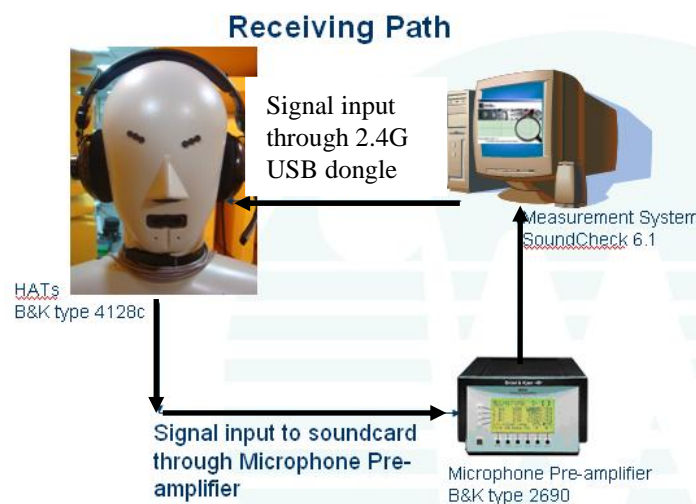 Receiving Path
Signal input
through 2.4G
USB dongle
Measurement System
SoundCheck 6.1
HATs
B&K type 4128c
Signal input to soundcard
through Microphone Pre-
amplifier
Microphone Pre-amplifier
B&K type 2690